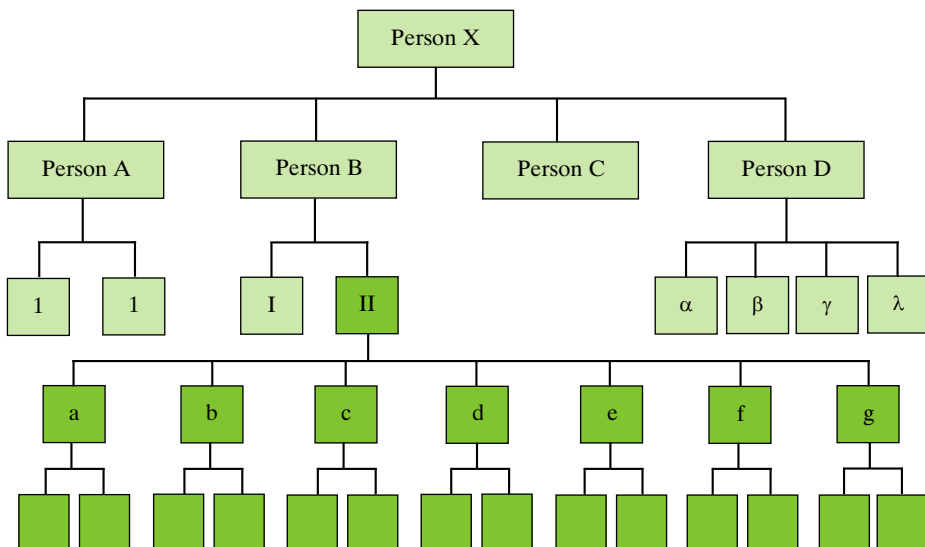 Person X
Person A
Person B
Person C
Person D
1
1
I
II
α
β
γ
λ
a
b
c
d
e
f
g